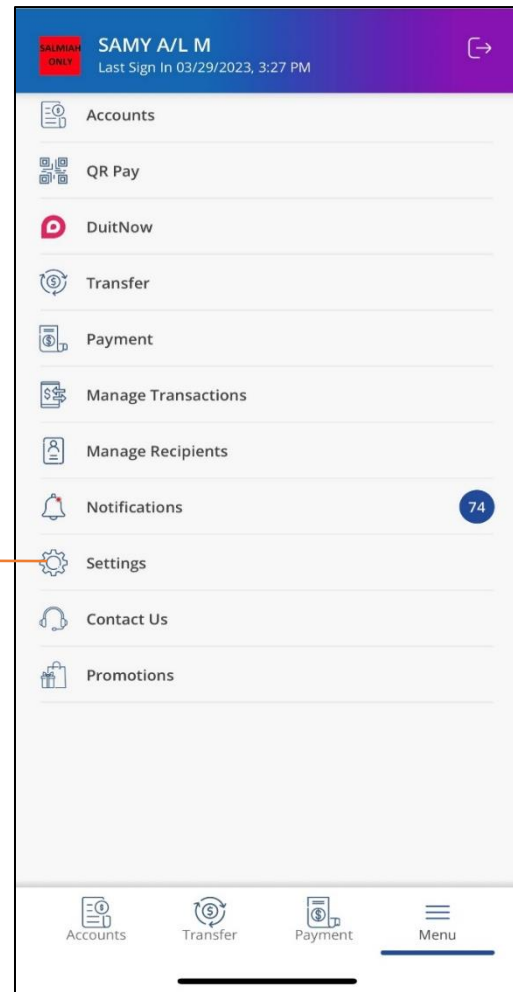 SALMIAH
ONLY
SAMY A/L M
Last Sign In 03/29/2023, 3:27 PM
Accounts
QR Pay
DuitNow
Transfer
Payment
Manage Transactions
Manage Recipients
Notifications
74
Settings
Contact Us
Promotions
Accounts
Transfer
Payment
Menu